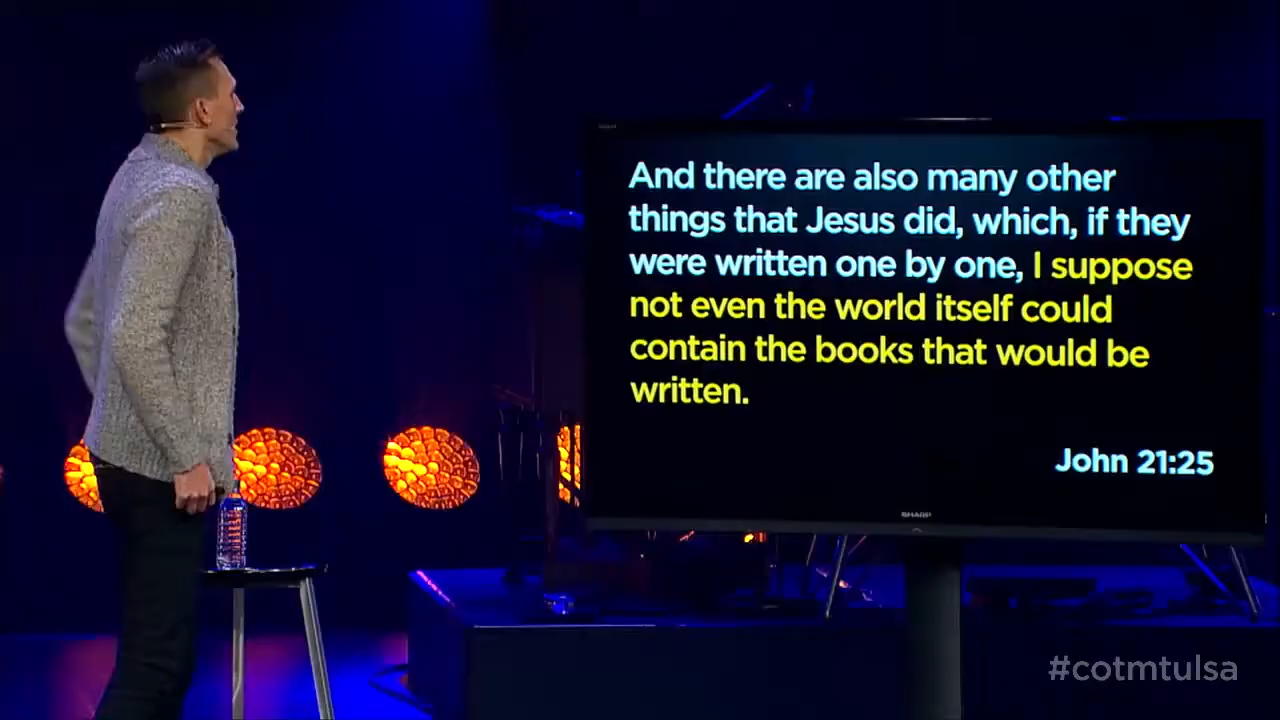 And there are also many other
things that Jesus did, which, if they
were written one by one, I suppose
not even the world itself could
contain the books that would be
written.
John 21:25
SHARP
#cotmtulsa